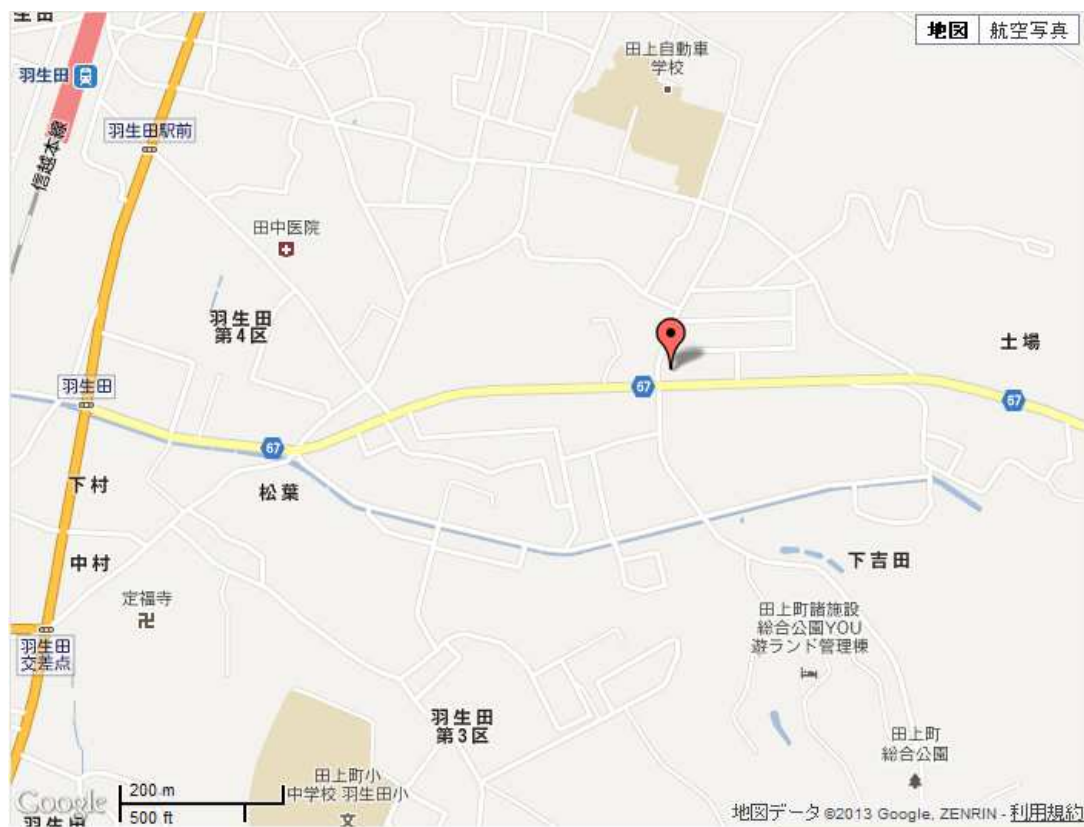 生田
地図
航空写真
羽生田
田上自動車
学校
羽生田駅前
信越本線
田中医院
羽生田
第4区
土場
羽生田
67
67
67
下村
松葉
中村
下吉田
定福寺
田上町諸施設
総合公園YOU
遊ランド管理棟
羽生田
交差点
羽生田
第3区
田上町
総合公園
田上町小
中学校 羽生田小
文
200 m
500 ft
Google
羽生田
地図データ ©2013 Google, ZENRIN - 利用規約